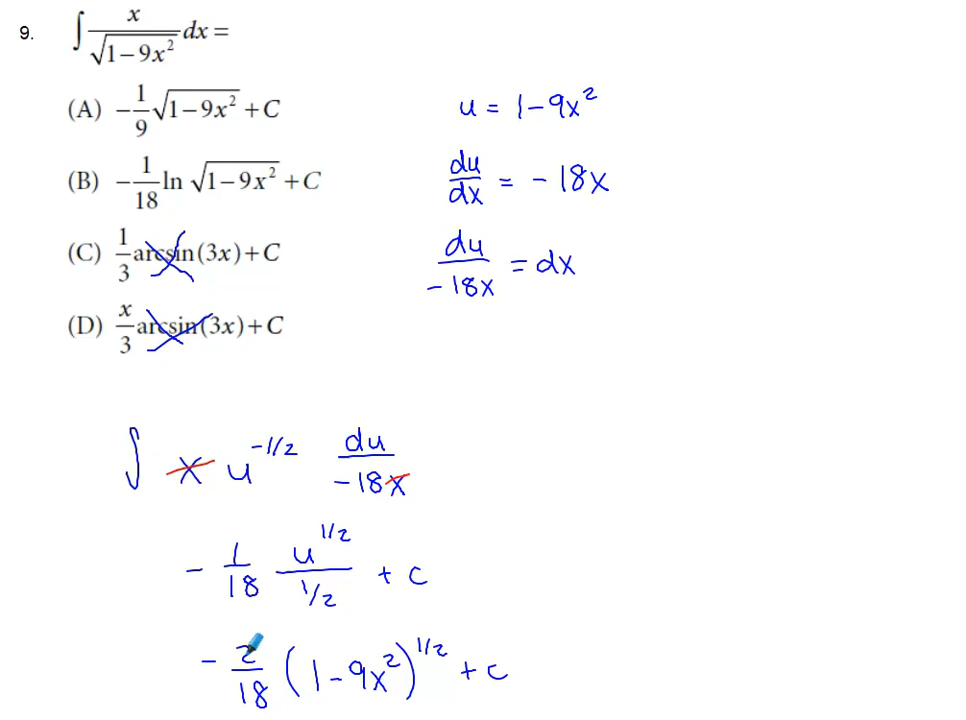 9. ∫ x/√(1−9x²) dx =
(A) −1/9 √(1−9x²) + C
u = 1−9x²
(B) −1/18 ln √(1−9x²) + C
du/dx = −18x
(C) 1/3 arcsin(3x) + C
du/−18x = dx
(D) x/3 arcsin(3x) + C
∫ x u^(−1/2) du/−18x
− 1/18 u^(1/2)/(1/2) + c
− 2/18 (1−9x²)^(1/2) + c